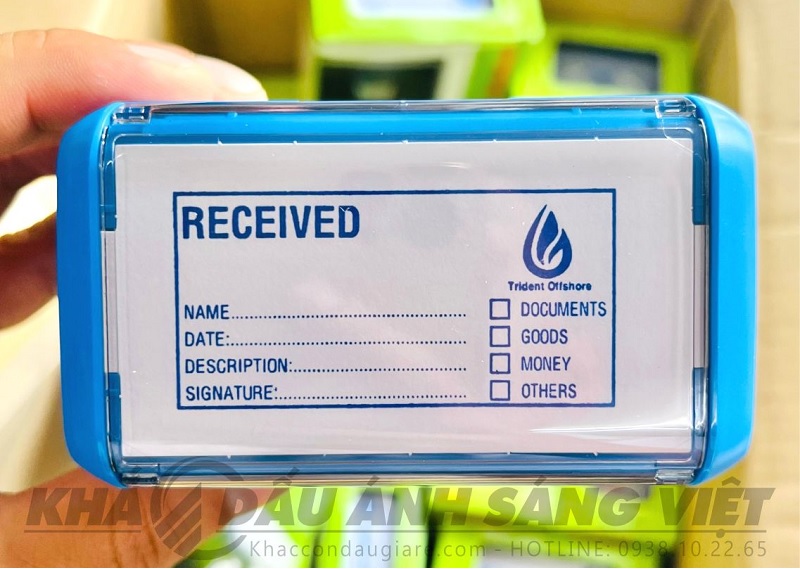 RECEIVED
Trident Offshore
NAME........................................
DATE:........................................
DESCRIPTION:..............................
SIGNATURE:................................
DOCUMENTS
GOODS
MONEY
OTHERS
KHẮC DẤU ÁNH SÁNG VIỆT
Khaccondaugiare.com - HOTLINE: 0938.10.22.65